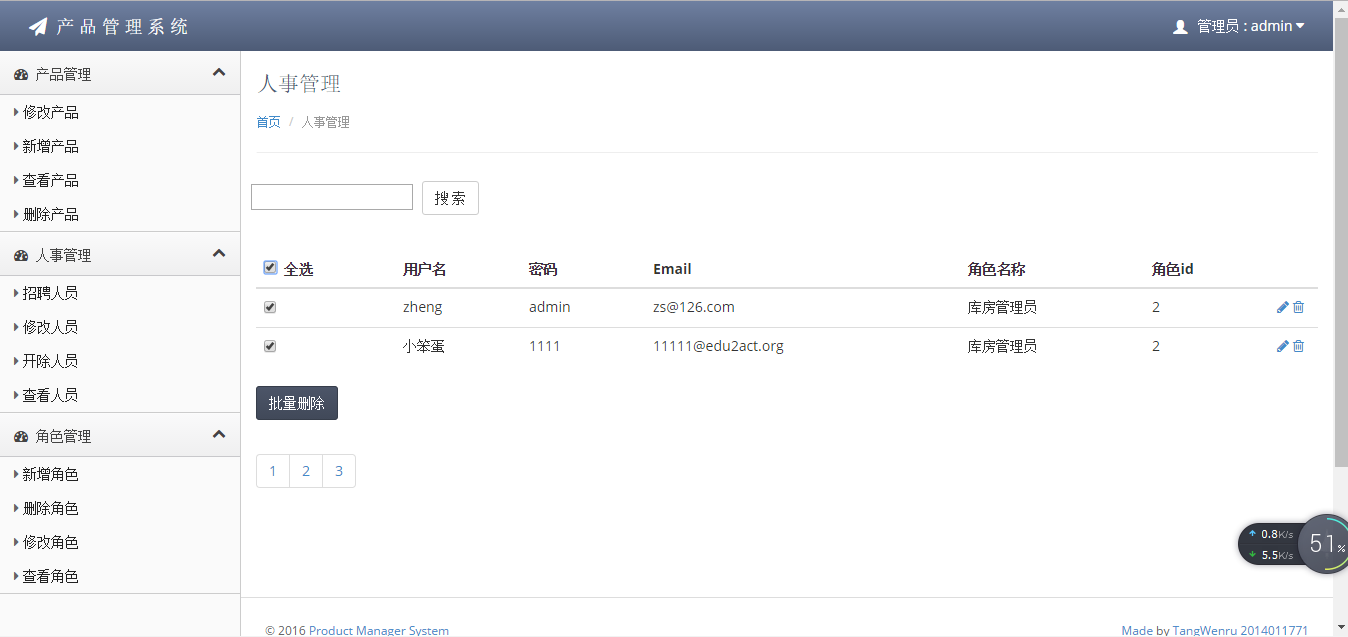 产品管理系统
管理员 : admin
产品管理
修改产品
新增产品
查看产品
删除产品
人事管理
招聘人员
修改人员
开除人员
查看人员
角色管理
新增角色
删除角色
修改角色
查看角色
人事管理
首页 / 人事管理
搜索
全选 用户名 密码 Email 角色名称 角色id
zheng admin zs@126.com 库房管理员 2
小笨蛋 1111 11111@edu2act.org 库房管理员 2
批量删除
1 2 3
0.8K/s
5.5K/s
51%
© 2016 Product Manager System
Made by TangWenru 2014011771